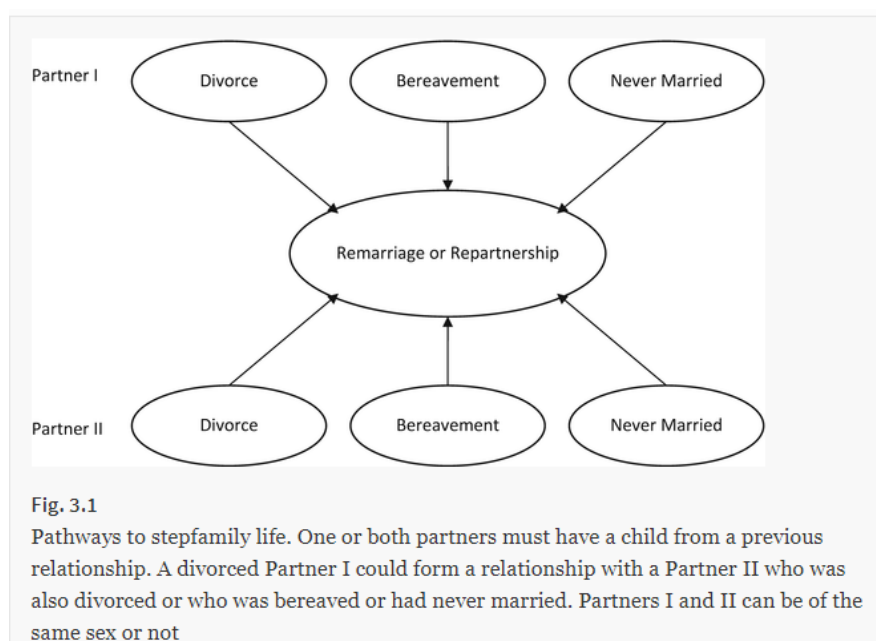 Partner I
Divorce
Bereavement
Never Married
Remarriage or Repartnership
Partner II
Divorce
Bereavement
Never Married
Fig. 3.1
Pathways to stepfamily life. One or both partners must have a child from a previous
relationship. A divorced Partner I could form a relationship with a Partner II who was
also divorced or who was bereaved or had never married. Partners I and II can be of the
same sex or not